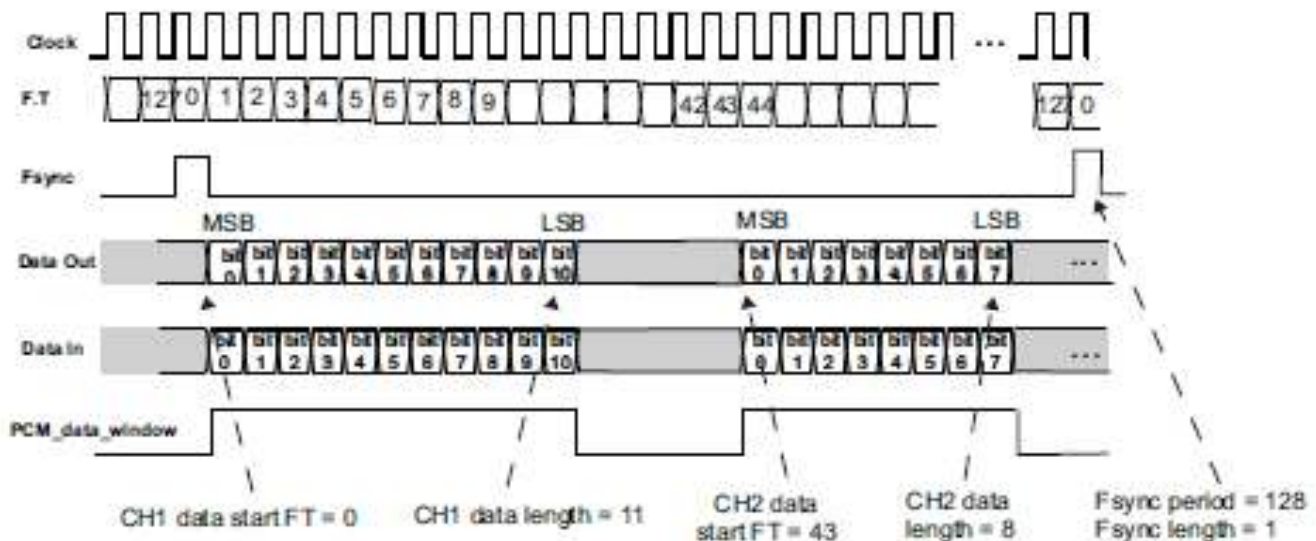 Clock
...
F.T 127 0 1 2 3 4 5 6 7 8 9 42 43 44 127 0
Fsync
MSB LSB MSB LSB
Data Out bit 0 bit 1 bit 2 bit 3 bit 4 bit 5 bit 6 bit 7 bit 8 bit 9 bit 10 bit 0 bit 1 bit 2 bit 3 bit 4 bit 5 bit 6 bit 7 ...
Data In bit 0 bit 1 bit 2 bit 3 bit 4 bit 5 bit 6 bit 7 bit 8 bit 9 bit 10 bit 0 bit 1 bit 2 bit 3 bit 4 bit 5 bit 6 bit 7 ...
PCM_data_window
CH1 data start FT = 0
CH1 data length = 11
CH2 data
start FT = 43
CH2 data
length = 8
Fsync period = 128
Fsync length = 1